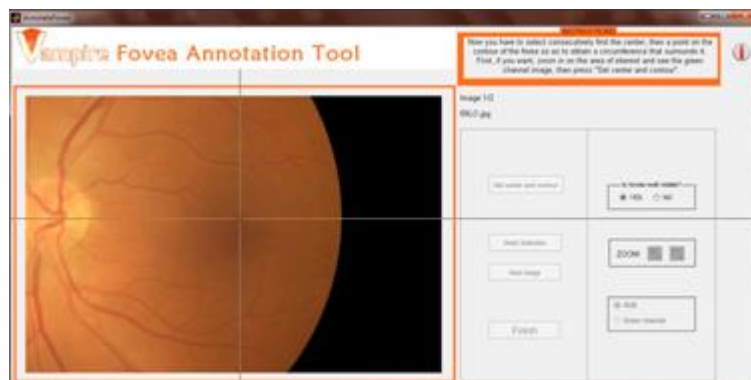 Vampire Fovea Annotation Tool
INSTRUCTIONS
Now you have to select consecutively first the center, then a point on the
contour of the fovea so as to obtain a circumference that surrounds it.
First, if you want, zoom in on the area of interest and see the green
channel image, then press "Set center and contour".
Image 1/2
Set center and contour
Is fovea well visible?
YES
NO
ZOOM
Reset Selection
Next Image
RGB
Green channel
Finish